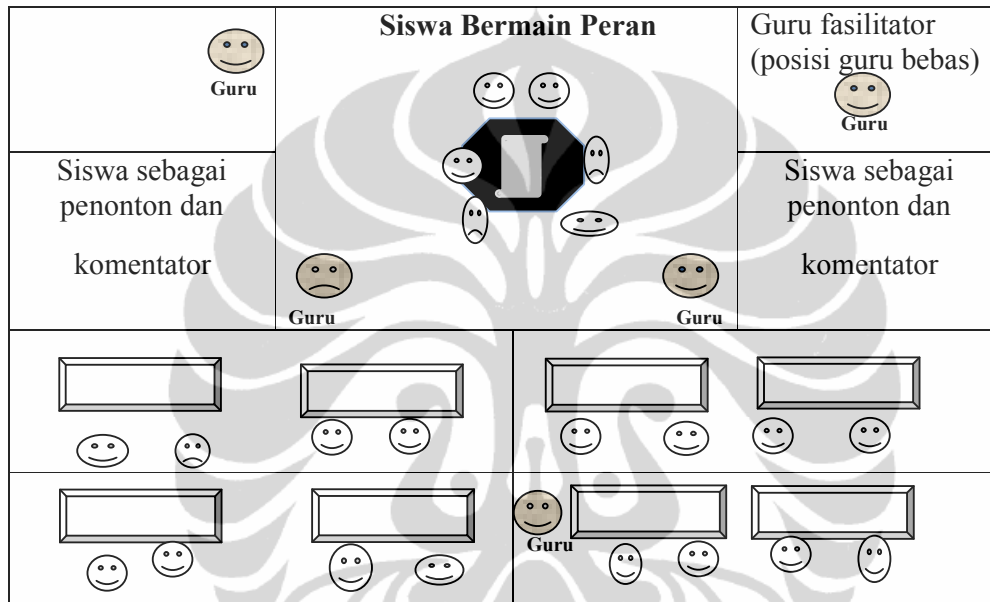 Siswa Bermain Peran
Guru fasilitator
(posisi guru bebas)
Guru
Guru
Siswa sebagai
penonton dan
komentator
Siswa sebagai
penonton dan
komentator
Guru
Guru
Guru